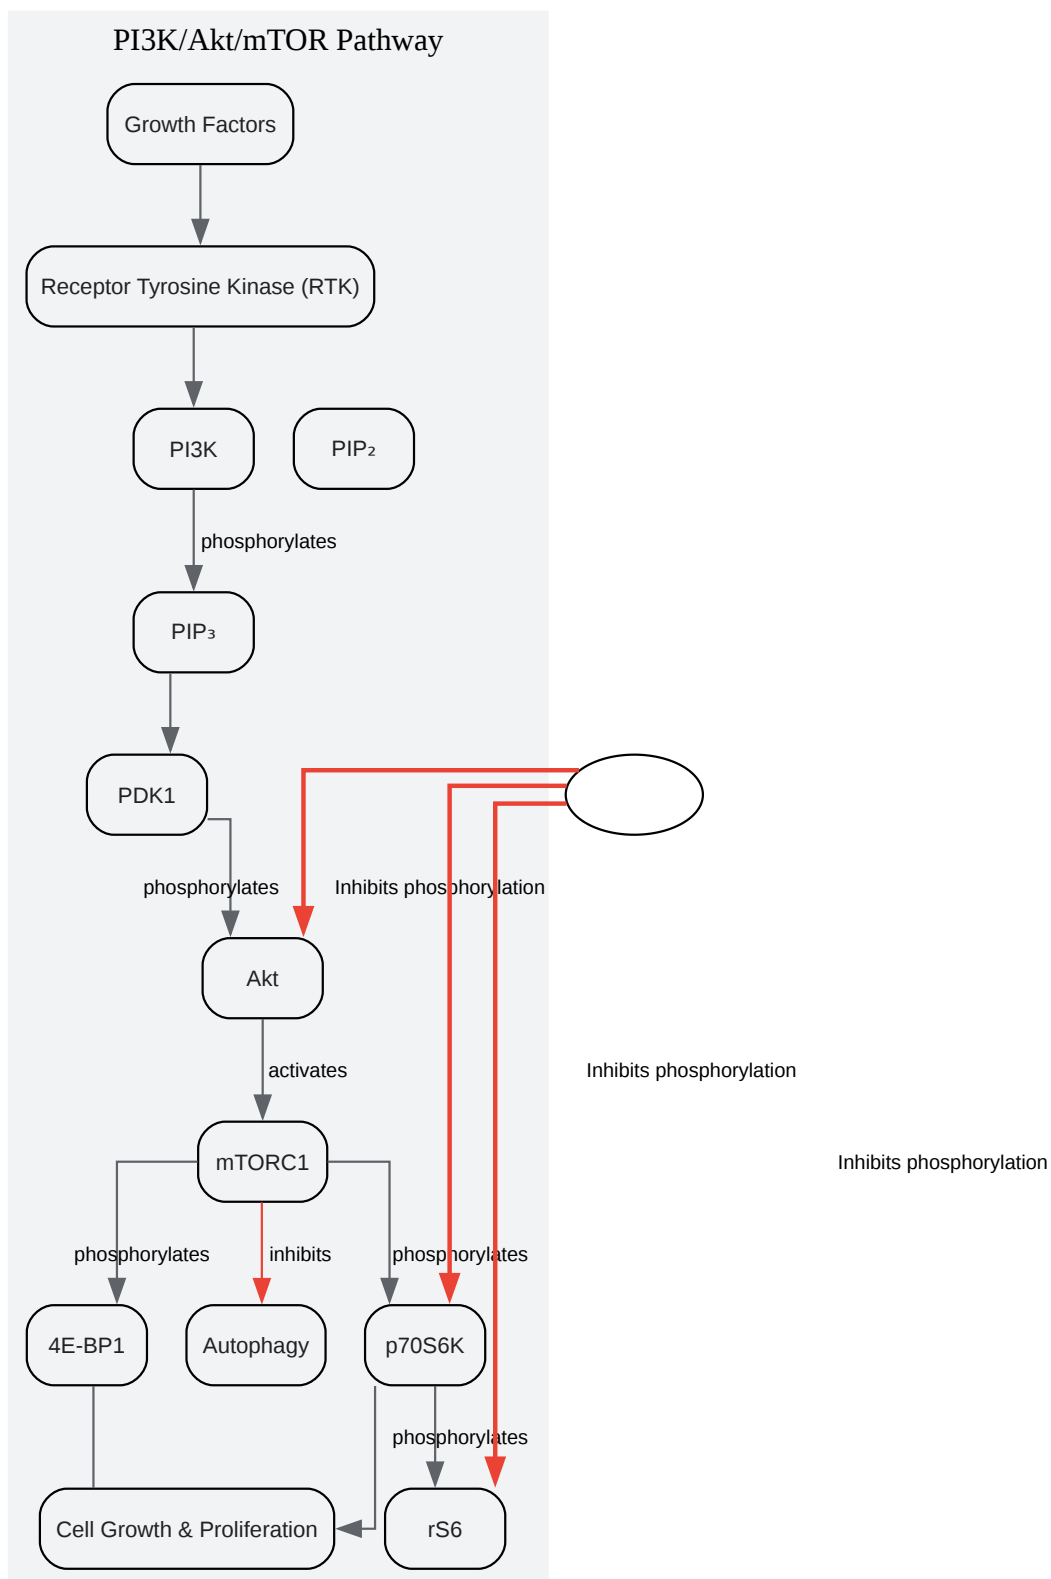 PI3K/Akt/mTOR Pathway
Growth Factors
Receptor Tyrosine Kinase (RTK)
PI3K
PIP₂
phosphorylates
PIP₃
PDK1
phosphorylates
Inhibits phosphorylation
Akt
activates
Inhibits phosphorylation
mTORC1
Inhibits phosphorylation
phosphorylates
inhibits
phosphorylates
4E-BP1
Autophagy
p70S6K
phosphorylates
Cell Growth & Proliferation
rS6